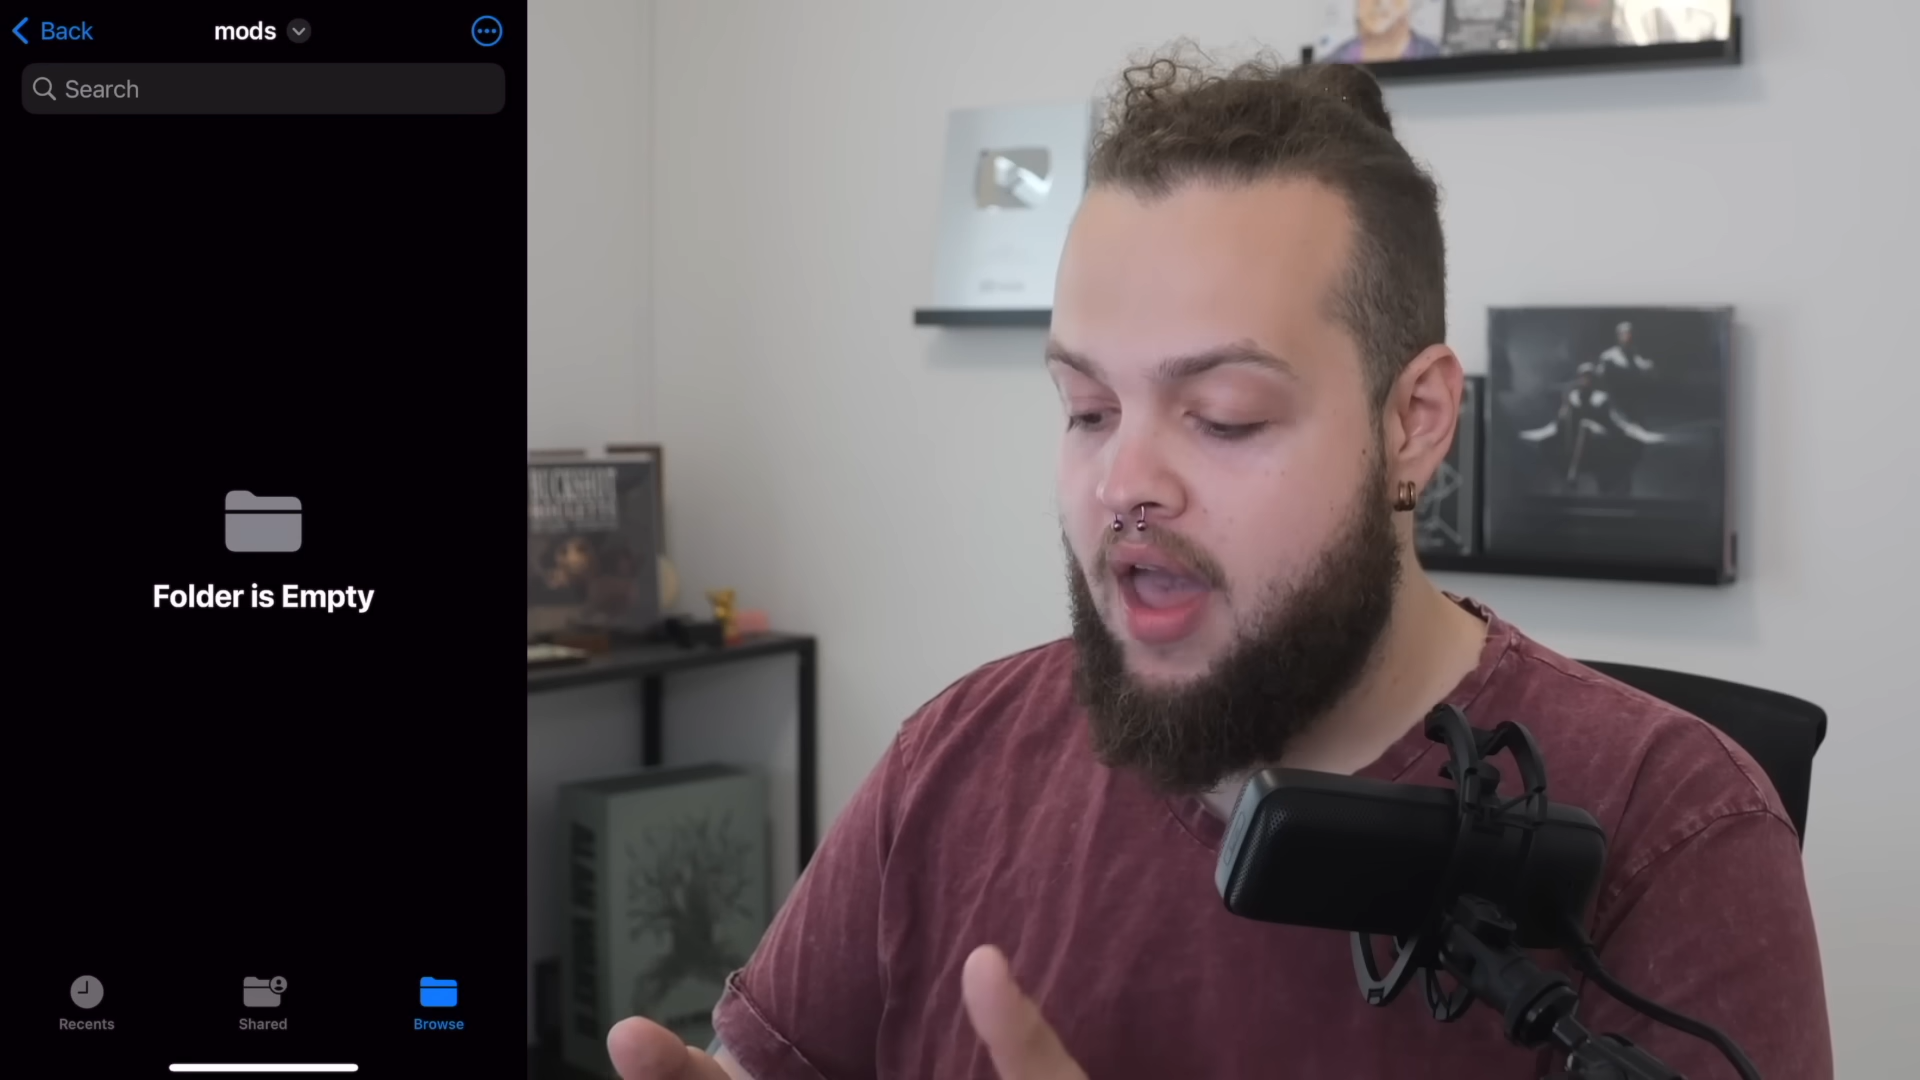 Back
mods
Search
Folder is Empty
Recents
Shared
Browse